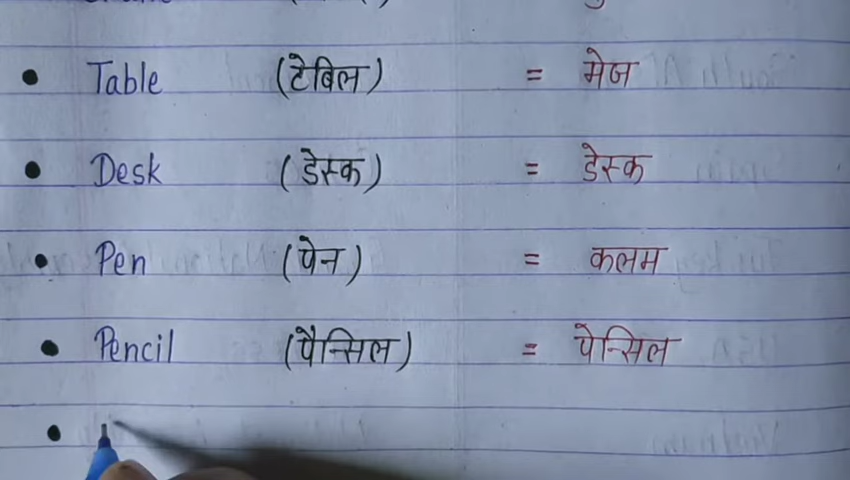 • Table (टेबिल) = मेज
• Desk (डेस्क) = डेस्क
• Pen (पेन) = कलम
• Pencil (पैन्सिल) = पेन्सिल
•